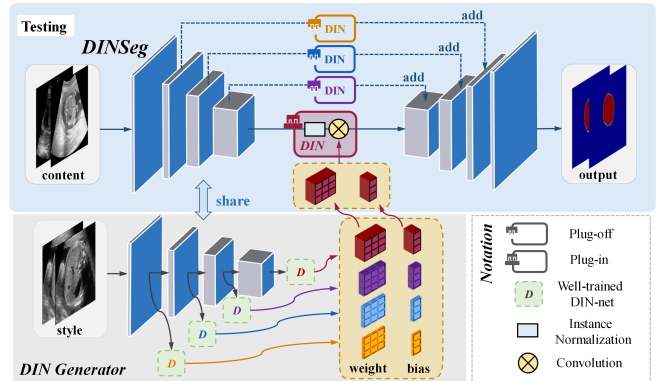 Testing
DINSeg
content
DIN
add
DIN
add
DIN
add
DIN
output
share
style
D
D
D
D
DIN Generator
weight bias
Notation
Plug-off
Plug-in
D
Well-trained
DIN-net
Instance
Normalization
Convolution